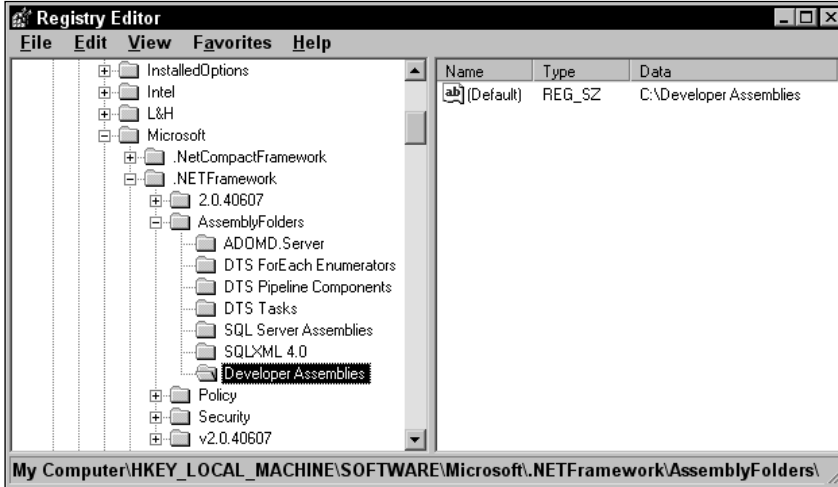 Registry Editor
File Edit View Favorites Help
InstalledOptions
Intel
L&H
Microsoft
.NetCompactFramework
.NETFramework
2.0.40607
AssemblyFolders
ADOMD.Server
DTS ForEach Enumerators
DTS Pipeline Components
DTS Tasks
SQL Server Assemblies
SQLXML 4.0
Developer Assemblies
Policy
Security
v2.0.40607
Name Type Data
ab (Default) REG_SZ C:\Developer Assemblies
My Computer\HKEY_LOCAL_MACHINE\SOFTWARE\Microsoft\.NETFramework\AssemblyFolders\